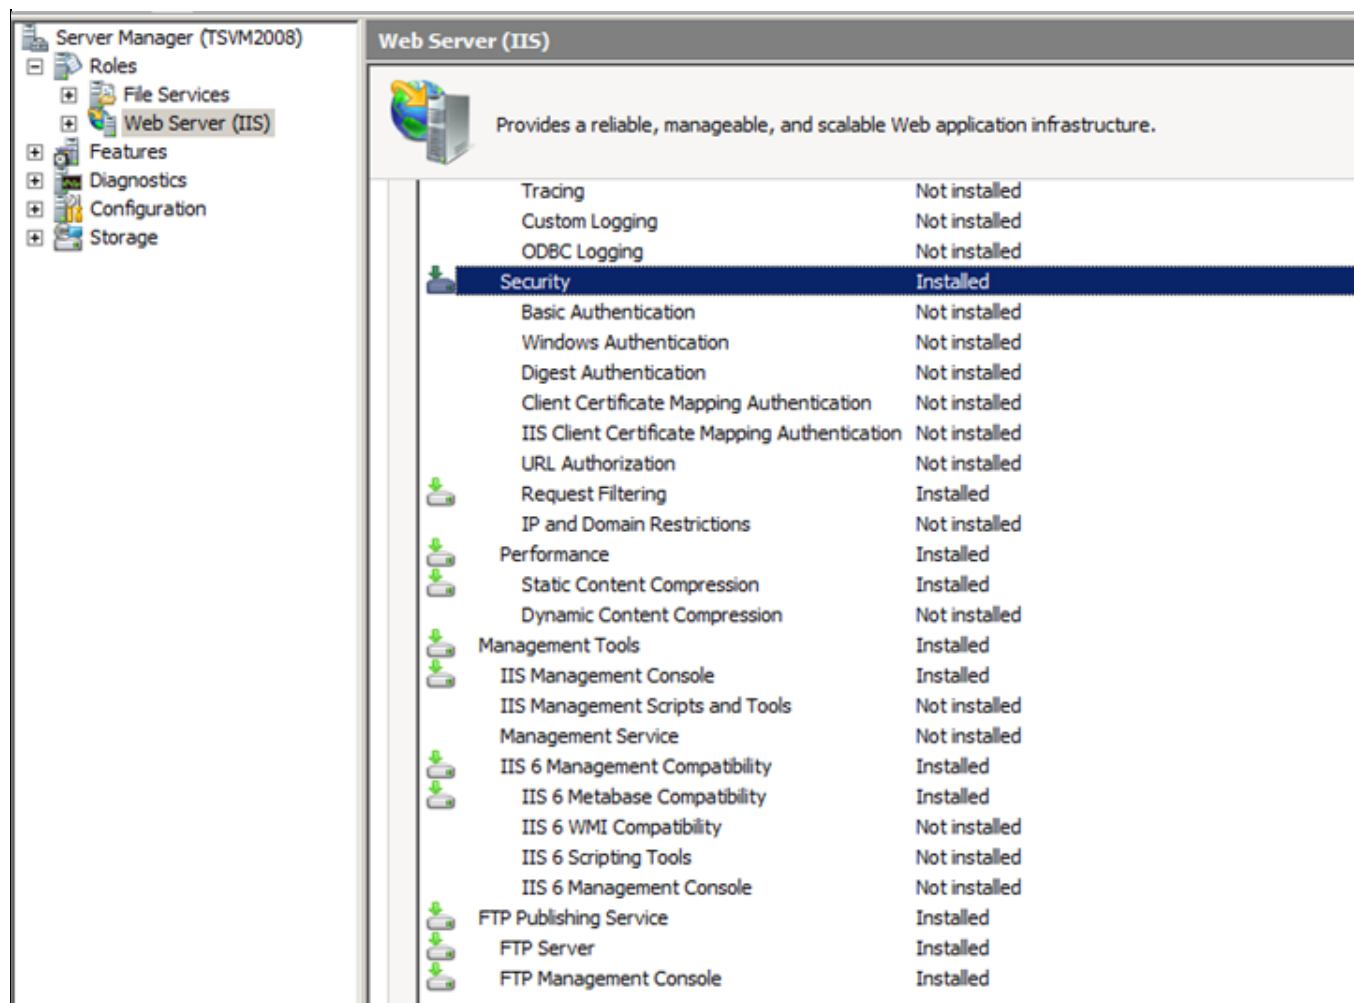 Server Manager (TSVM2008)
Roles
File Services
Web Server (IIS)
Features
Diagnostics
Configuration
Storage
Web Server (IIS)
Provides a reliable, manageable, and scalable Web application infrastructure.
Tracing Not installed
Custom Logging Not installed
ODBC Logging Not installed
Security Installed
Basic Authentication Not installed
Windows Authentication Not installed
Digest Authentication Not installed
Client Certificate Mapping Authentication Not installed
IIS Client Certificate Mapping Authentication Not installed
URL Authorization Not installed
Request Filtering Installed
IP and Domain Restrictions Not installed
Performance Installed
Static Content Compression Installed
Dynamic Content Compression Not installed
Management Tools Installed
IIS Management Console Installed
IIS Management Scripts and Tools Not installed
Management Service Not installed
IIS 6 Management Compatibility Installed
IIS 6 Metabase Compatibility Installed
IIS 6 WMI Compatibility Not installed
IIS 6 Scripting Tools Not installed
IIS 6 Management Console Not installed
FTP Publishing Service Installed
FTP Server Installed
FTP Management Console Installed